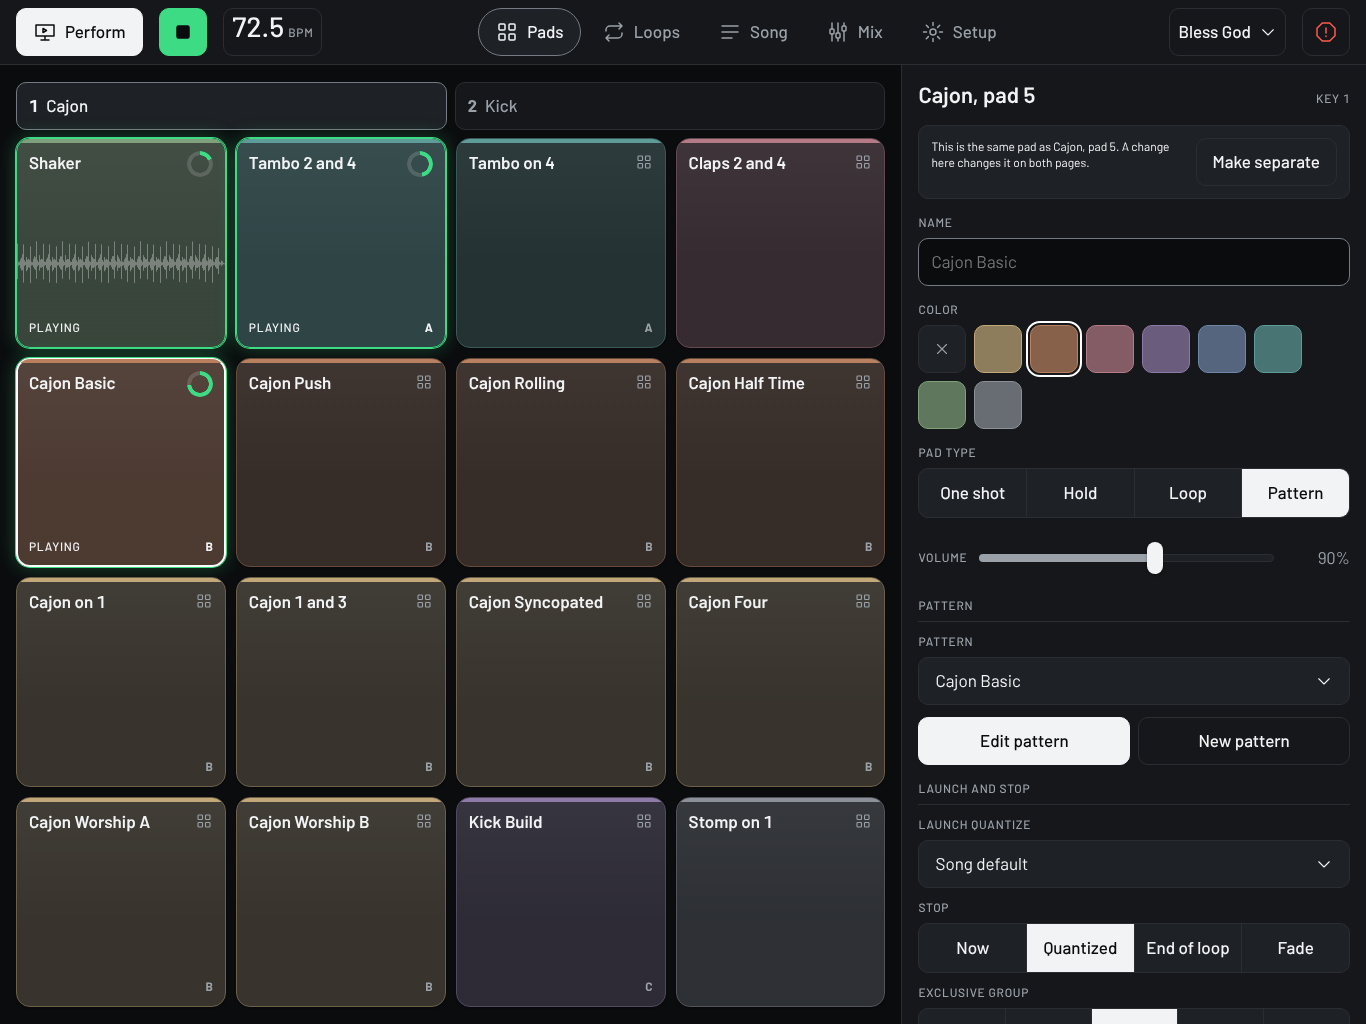 Perform
72.5 BPM
Pads
Loops
Song
Mix
Setup
Bless God
1 Cajon
2 Kick
Shaker
PLAYING
Tambo 2 and 4
PLAYING
A
Tambo on 4
A
Claps 2 and 4
Cajon Basic
PLAYING
B
Cajon Push
B
Cajon Rolling
B
Cajon Half Time
B
Cajon on 1
B
Cajon 1 and 3
B
Cajon Syncopated
B
Cajon Four
B
Cajon Worship A
B
Cajon Worship B
B
Kick Build
C
Stomp on 1
Cajon, pad 5
KEY 1
This is the same pad as Cajon, pad 5. A change
here changes it on both pages.
Make separate
NAME
Cajon Basic
COLOR
PAD TYPE
One shot
Hold
Loop
Pattern
VOLUME
90%
PATTERN
PATTERN
Cajon Basic
Edit pattern
New pattern
LAUNCH AND STOP
LAUNCH QUANTIZE
Song default
STOP
Now
Quantized
End of loop
Fade
EXCLUSIVE GROUP